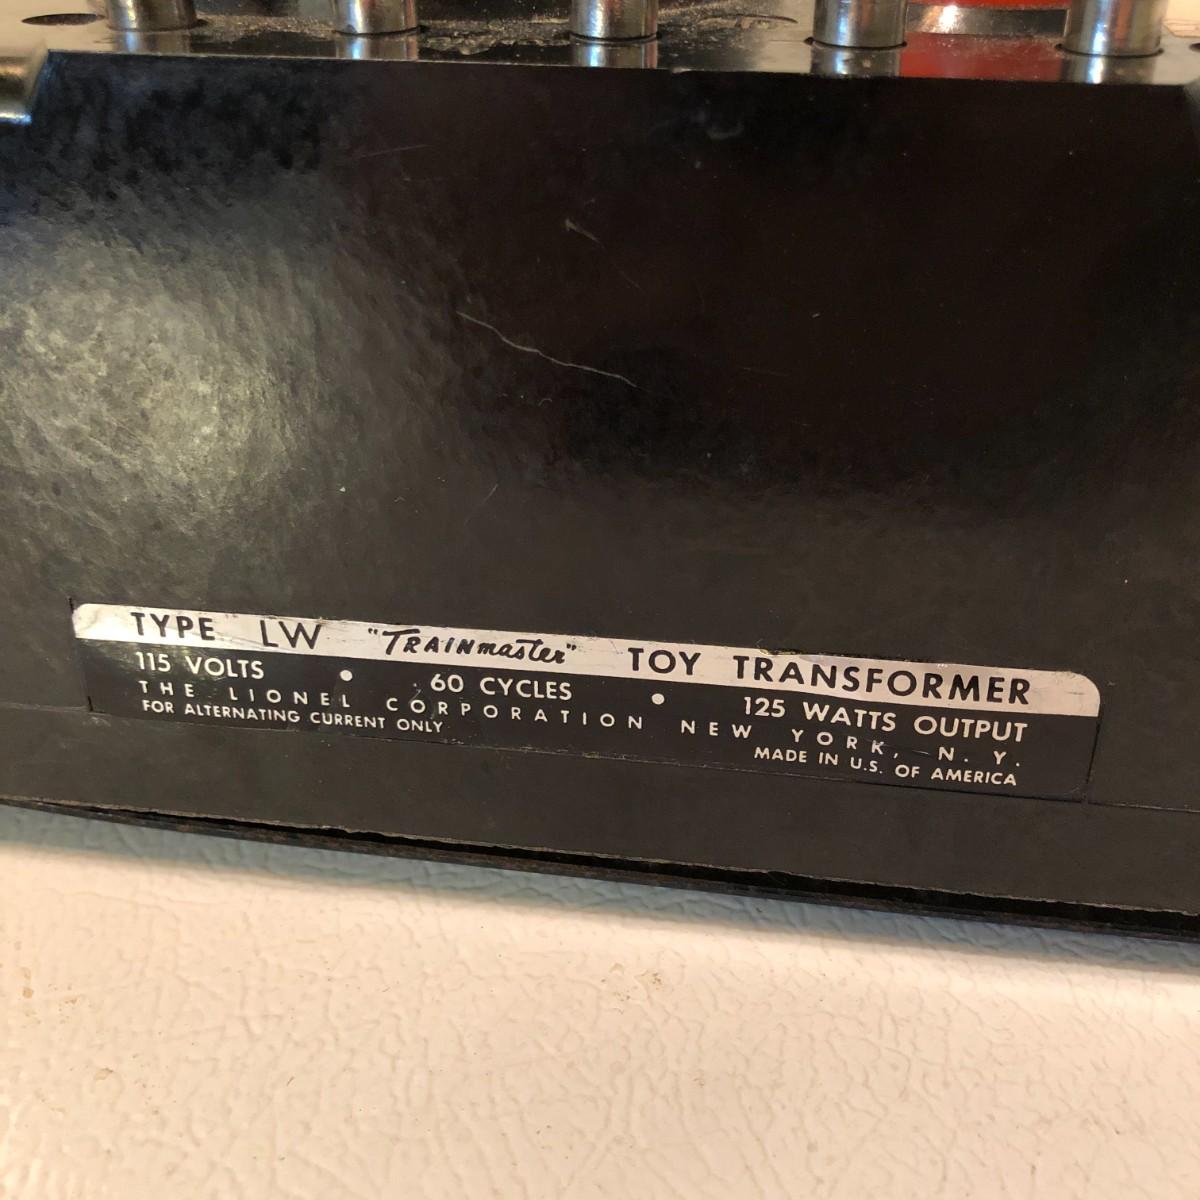 TYPE LW "TRAINmaster" TOY TRANSFORMER
115 VOLTS • 60 CYCLES • 125 WATTS OUTPUT
THE LIONEL CORPORATION NEW YORK, N. Y.
FOR ALTERNATING CURRENT ONLY MADE IN U.S. OF AMERICA